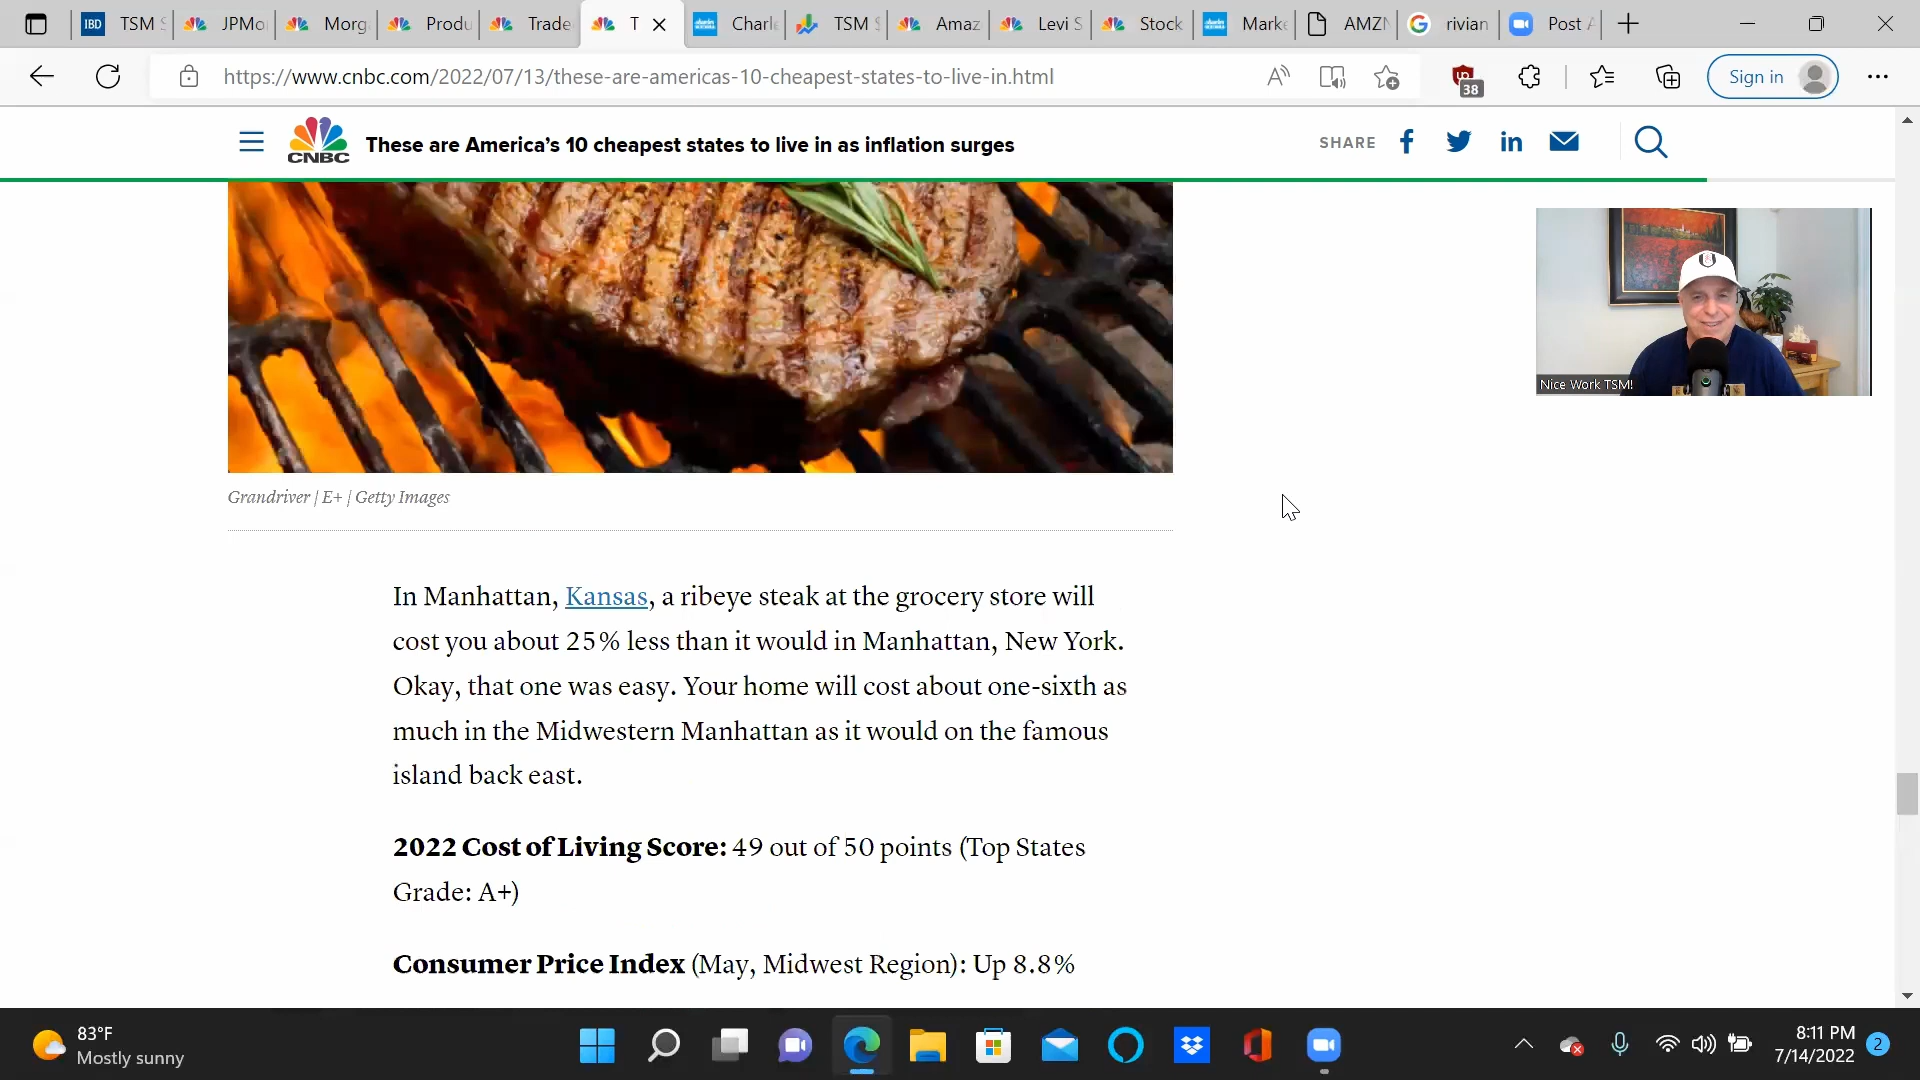 IBD TSM S
JPMo
Morg
Produ
Trade
T
Charl
TSM S
Amaz
Levi S
Stock
Marke
AMZN
rivian
Post A
https://www.cnbc.com/2022/07/13/these-are-americas-10-cheapest-states-to-live-in.html
38
Sign in
CNBC
These are America's 10 cheapest states to live in as inflation surges
SHARE
Nice Work TSM!
Grandriver | E+ | Getty Images
In Manhattan, Kansas, a ribeye steak at the grocery store will
cost you about 25% less than it would in Manhattan, New York.
Okay, that one was easy. Your home will cost about one-sixth as
much in the Midwestern Manhattan as it would on the famous
island back east.
2022 Cost of Living Score: 49 out of 50 points (Top States
Grade: A+)
Consumer Price Index (May, Midwest Region): Up 8.8%
83°F
Mostly sunny
8:11 PM
7/14/2022
2